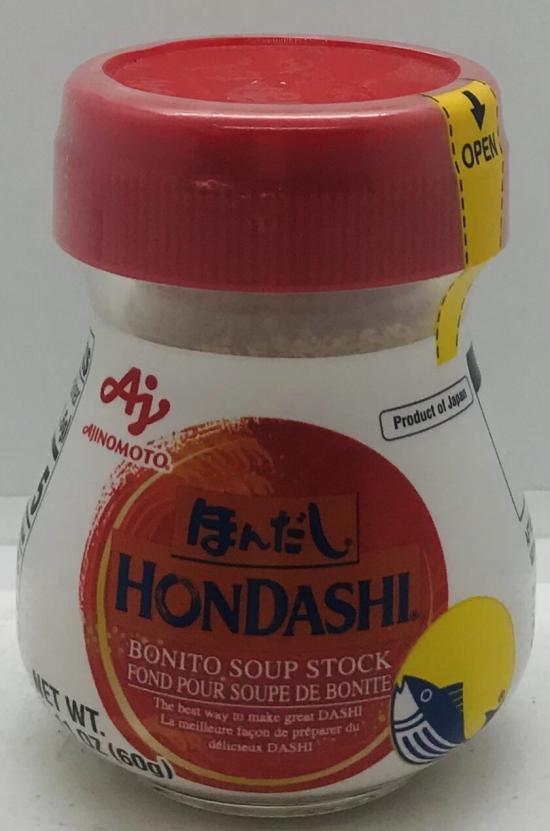 OPEN
Aj
AJINOMOTO®
Product of Japan
ほんだし®
HONDASHI®
BONITO SOUP STOCK
FOND POUR SOUPE DE BONITE
The best way to make great DASHI
La meilleure façon de préparer du
délicieux DASHI
NET WT.
OZ (60g)